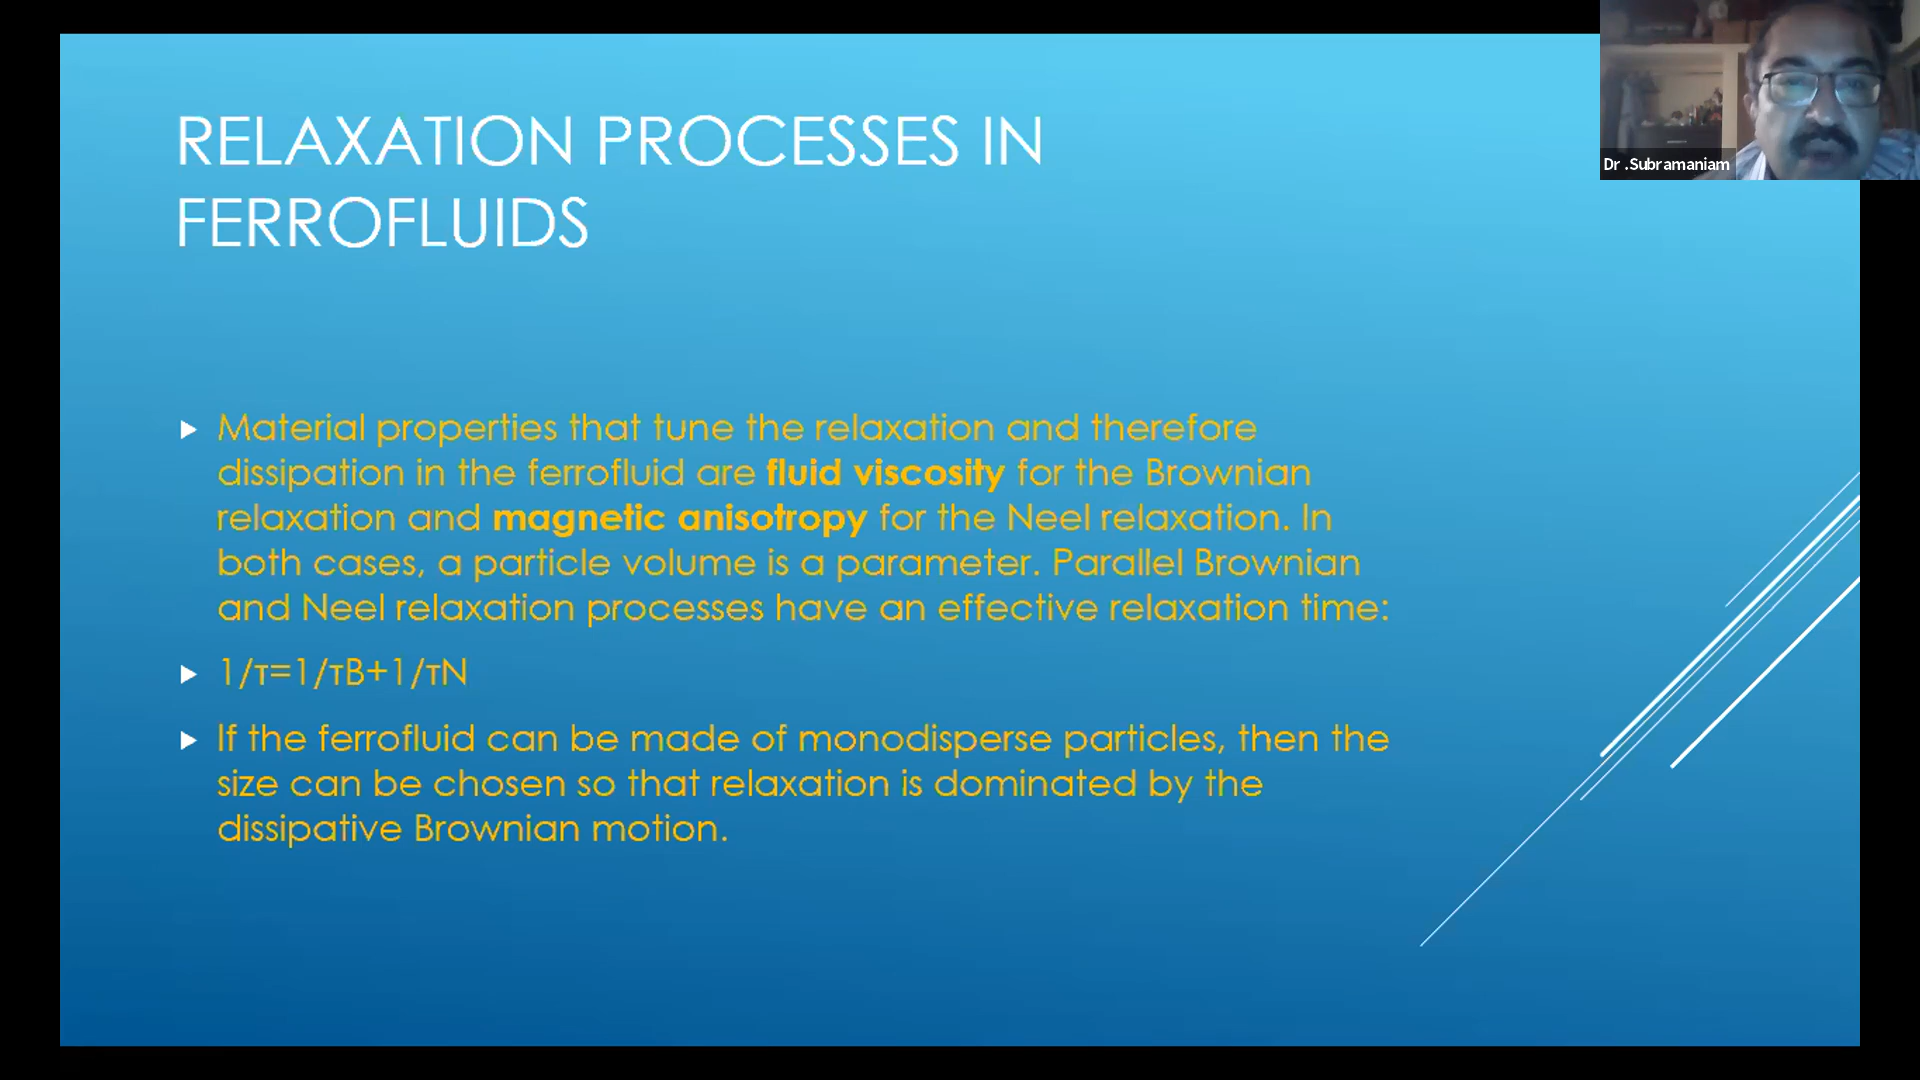 RELAXATION PROCESSES IN
FERROFLUIDS
Dr .Subramaniam
Material properties that tune the relaxation and therefore
dissipation in the ferrofluid are fluid viscosity for the Brownian
relaxation and magnetic anisotropy for the Neel relaxation. In
both cases, a particle volume is a parameter. Parallel Brownian
and Neel relaxation processes have an effective relaxation time:
1/τ=1/τB+1/τN
If the ferrofluid can be made of monodisperse particles, then the
size can be chosen so that relaxation is dominated by the
dissipative Brownian motion.